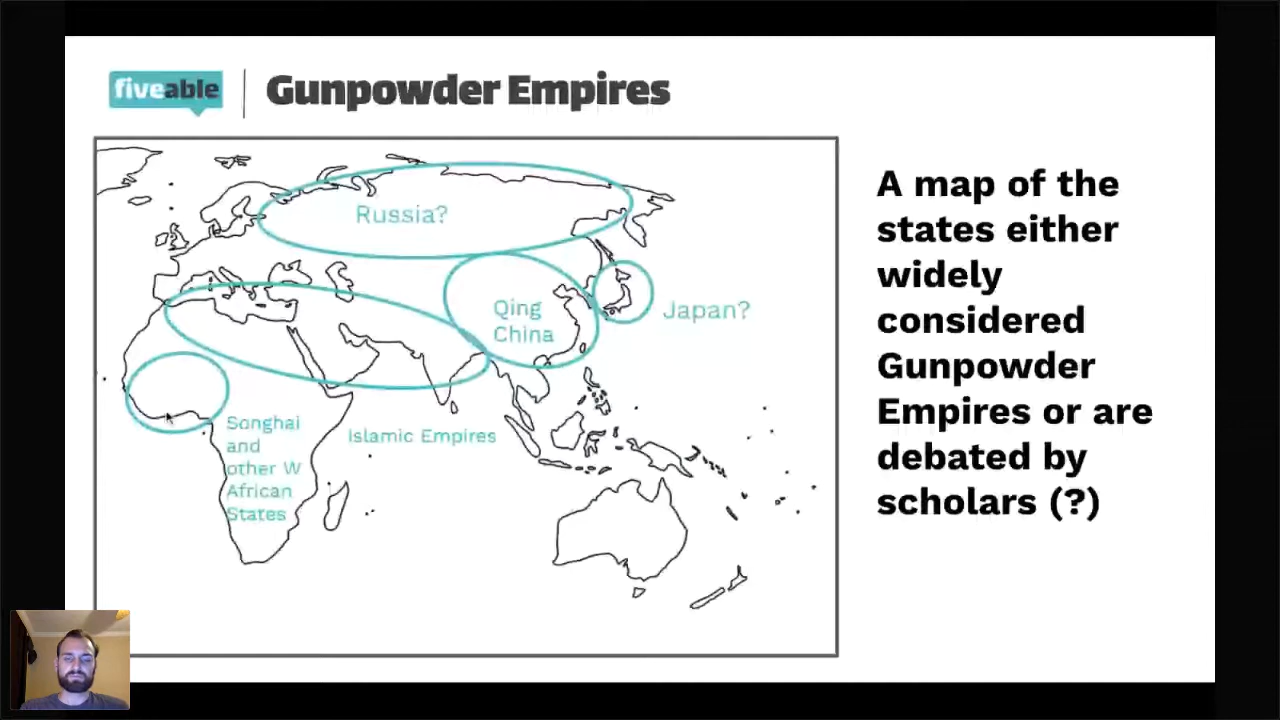 fiveable
Gunpowder Empires
Russia?
Qing
China
Japan?
Songhai
and
other W
African
States
Islamic Empires
A map of the
states either
widely
considered
Gunpowder
Empires or are
debated by
scholars (?)